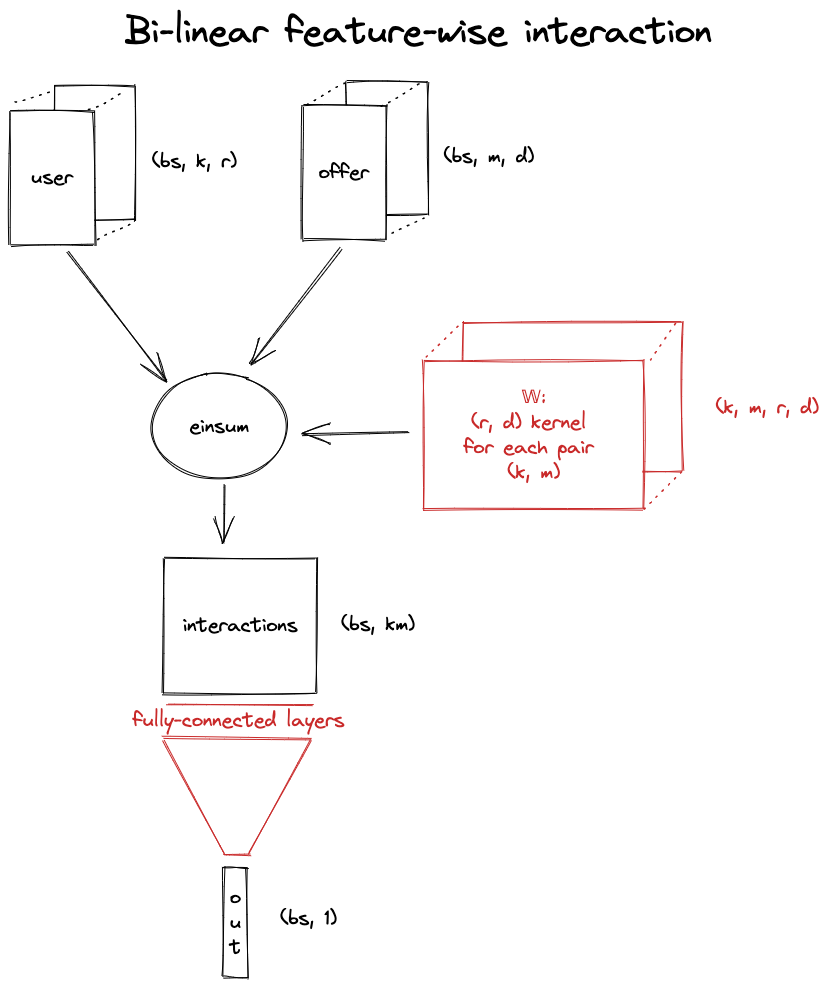 Bi-linear feature-wise interaction
user
(bs, k, r)
offer
(bs, m, d)
einsum
𝕎:
(r, d) kernel
for each pair
(k, m)
(k, m, r, d)
interactions
(bs, km)
fully-connected layers
out
(bs, 1)